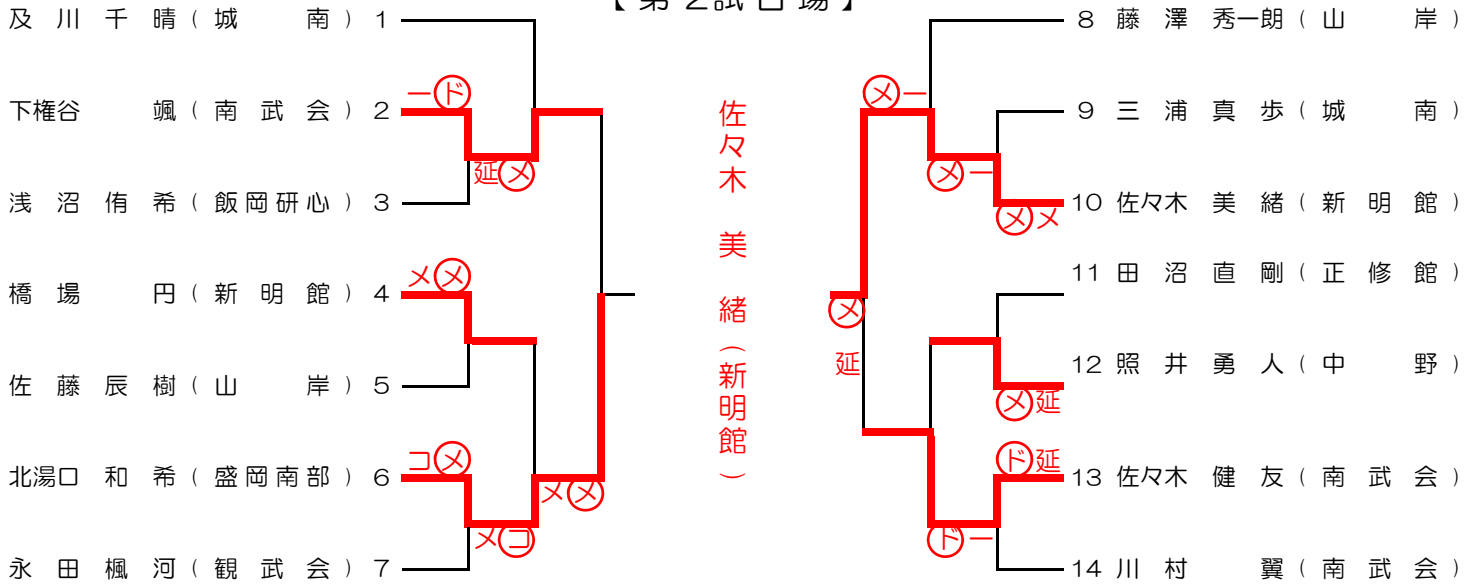 【 第 2試合場 】
及川千晴(城南) 1
一ド
下権谷 颯(南武会) 2
延メ
浅沼侑希(飯岡研心) 3
メメ
橋場 円(新明館) 4
佐藤辰樹(山岸) 5
コメ
北湯口和希(盛岡南部) 6
メメ
メコ
永田楓河(観武会) 7
佐々木美緒(新明館)
8 藤澤秀一朗(山岸)
メ一
9 三浦真歩(城南)
メ一
10 佐々木美緒(新明館)
メメ
11 田沼直剛(正修館)
メ
延
12 照井勇人(中野)
メ延
ド延
13 佐々木健友(南武会)
ド一
14 川村 翼(南武会)